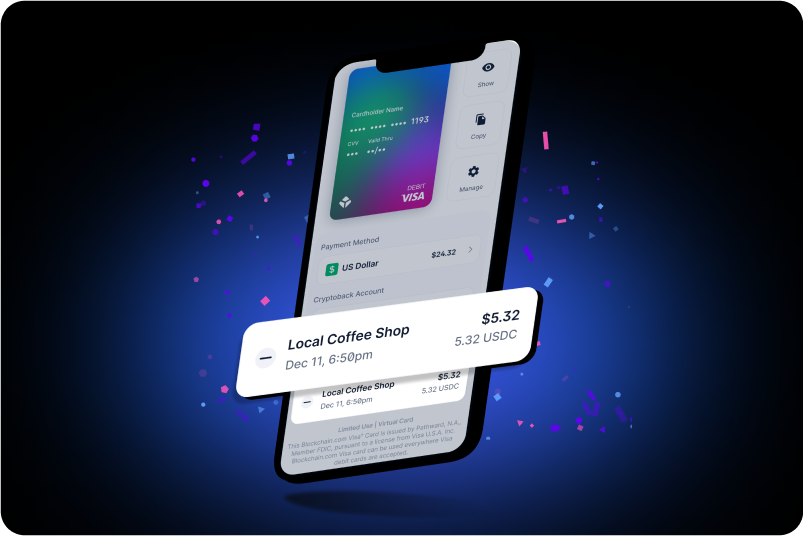 Show
Cardholder Name
•••• •••• •••• 1193
Copy
CVV Valid Thru
••• ••/••
Manage
DEBIT
VISA
Payment Method
$ US Dollar $24.32
Cryptoback Account
Local Coffee Shop $5.32
Dec 11, 6:50pm 5.32 USDC
Local Coffee Shop $5.32
Dec 11, 6:50pm 5.32 USDC
Limited Use | Virtual Card
This Blockchain.com Visa® Card is issued by Pathward, N.A.,
Member FDIC, pursuant to a license from Visa U.S.A. Inc.
Blockchain.com Visa card can be used everywhere Visa
debit cards are accepted.